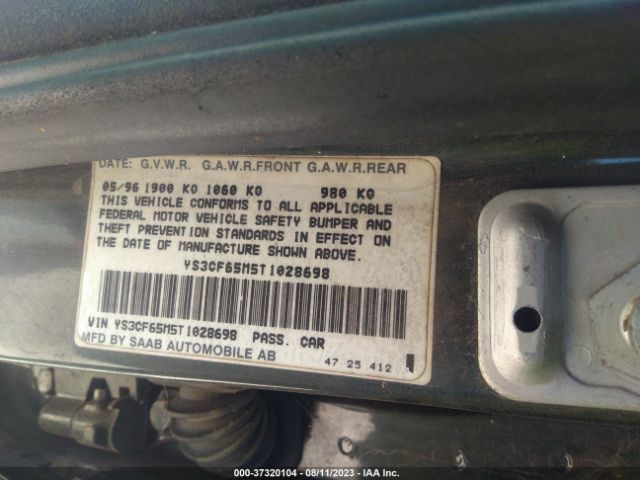 DATE: G.V.W.R. G.A.W.R.FRONT G.A.W.R.REAR
05/96 1900 KG 1060 KG 980 KG
THIS VEHICLE CONFORMS TO ALL APPLICABLE
FEDERAL MOTOR VEHICLE SAFETY BUMPER AND
THEFT PREVENTION STANDARDS IN EFFECT ON
THE DATE OF MANUFACTURE SHOWN ABOVE.
YS3CF65M5T1028698
VIN YS3CF65M5T1028698 PASS. CAR
MFD BY SAAB AUTOMOBILE AB 47 25 412
000-37320104 - 08/11/2023 - IAA Inc.